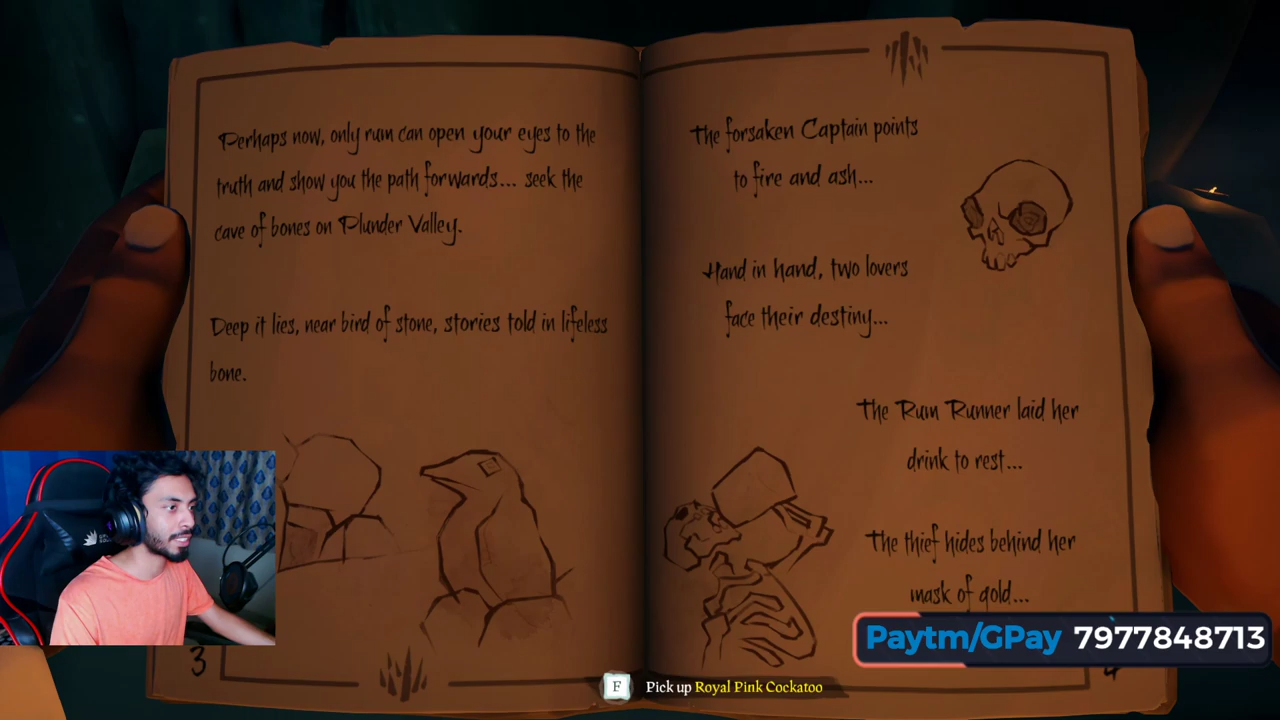 Perhaps now, only rum can open your eyes to the
truth and show you the path forwards... seek the
cave of bones on Plunder Valley.
Deep it lies, near bird of stone, stories told in lifeless
bone.
3
The forsaken Captain points
to fire and ash...
Hand in hand, two lovers
face their destiny...
The Rum Runner laid her
drink to rest...
The thief hides behind her
mask of gold...
Paytm/GPay 7977848713
F Pick up Royal Pink Cockatoo